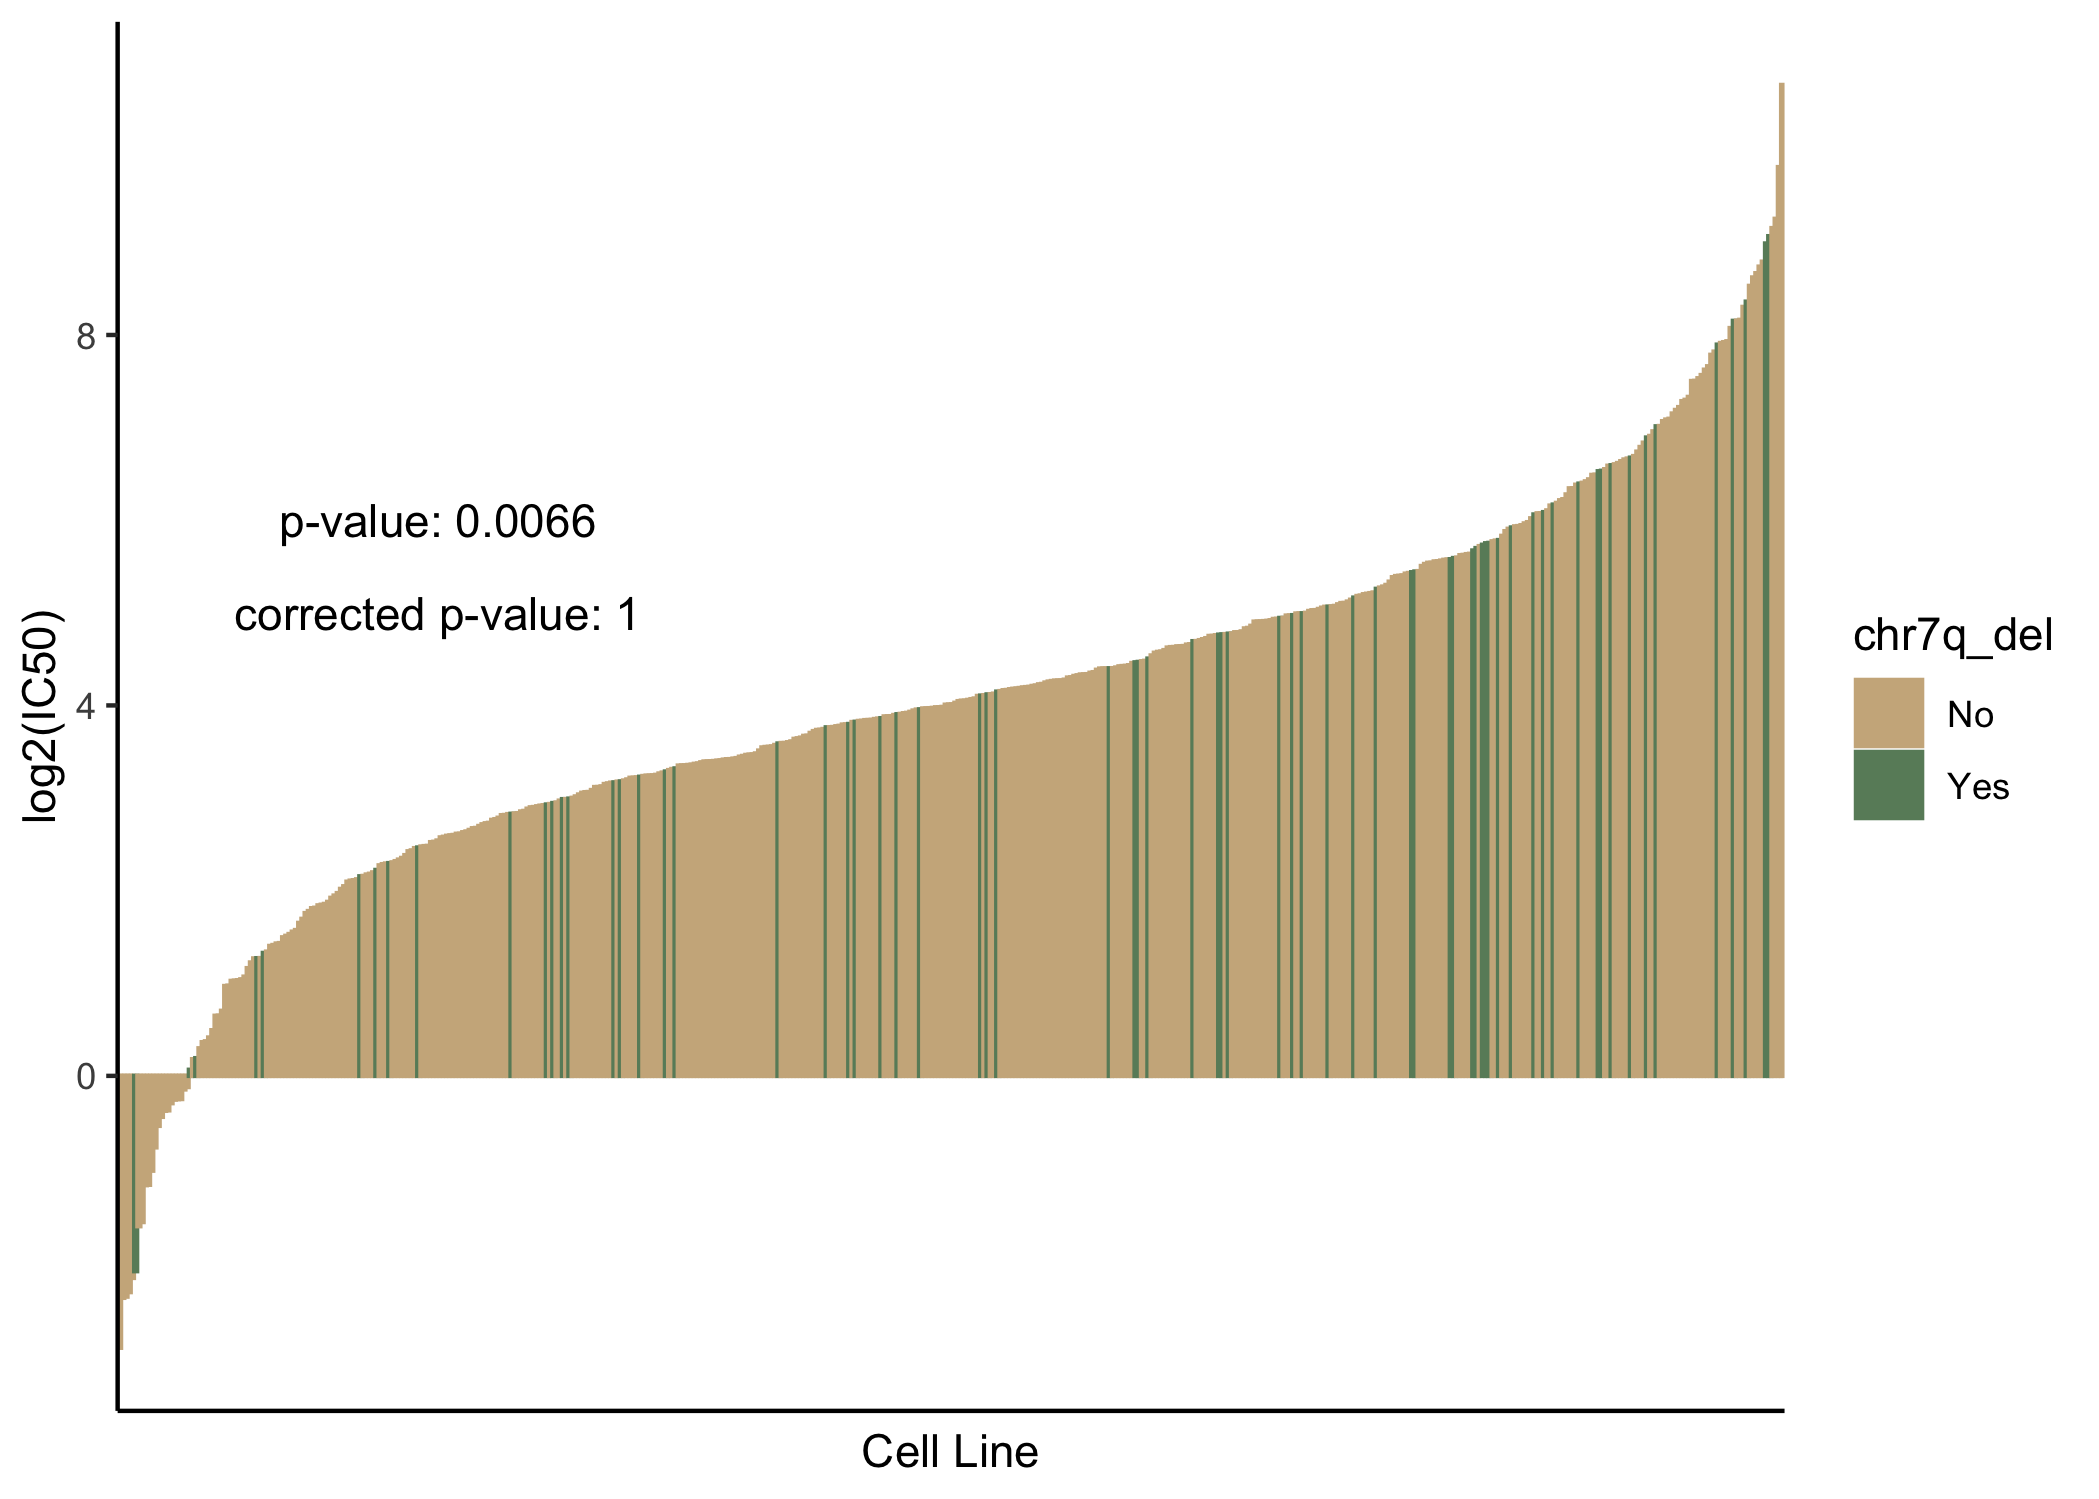 8
4
0
log2(IC50)
p-value: 0.0066
corrected p-value: 1
Cell Line
chr7q_del
No
Yes